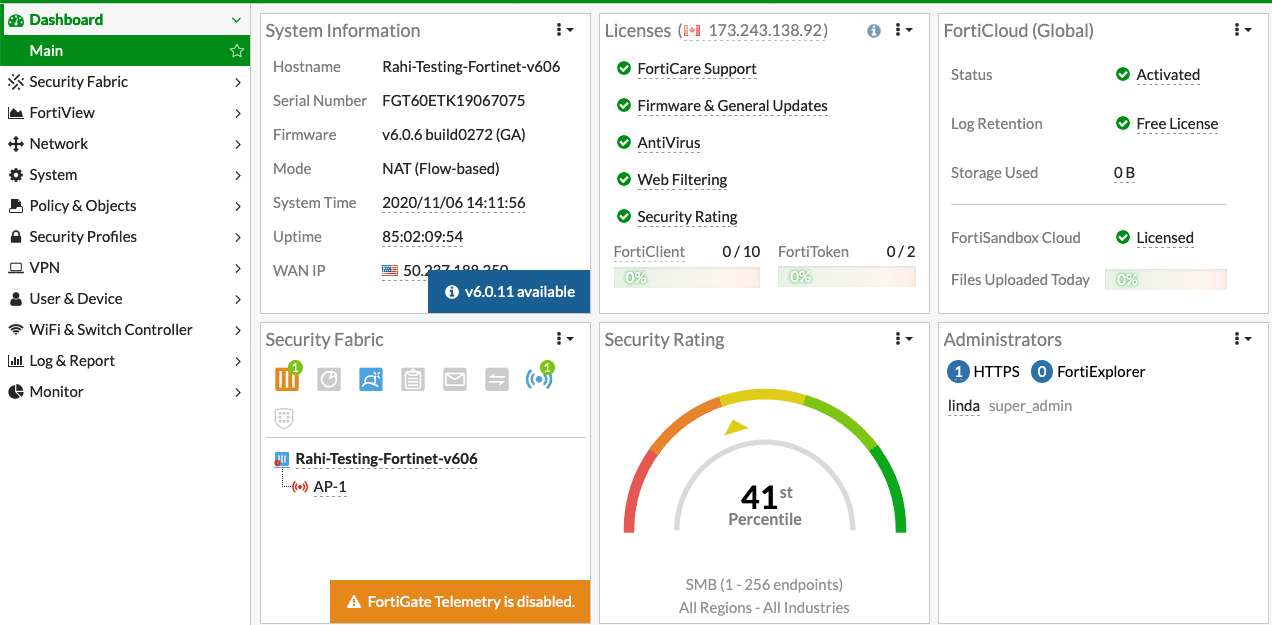 Dashboard
Main
Security Fabric
FortiView
Network
System
Policy & Objects
Security Profiles
VPN
User & Device
WiFi & Switch Controller
Log & Report
Monitor
System Information
Hostname Rahi-Testing-Fortinet-v606
Serial Number FGT60ETK19067075
Firmware v6.0.6 build0272 (GA)
Mode NAT (Flow-based)
System Time 2020/11/06 14:11:56
Uptime 85:02:09:54
WAN IP 50.237.188.250
v6.0.11 available
Licenses (173.243.138.92)
FortiCare Support
Firmware & General Updates
AntiVirus
Web Filtering
Security Rating
FortiClient 0 / 10 FortiToken 0 / 2
0% 0%
FortiCloud (Global)
Status Activated
Log Retention Free License
Storage Used 0 B
FortiSandbox Cloud Licensed
Files Uploaded Today 0%
Security Fabric
1 1
Rahi-Testing-Fortinet-v606
AP-1
FortiGate Telemetry is disabled.
Security Rating
41st
Percentile
SMB (1 - 256 endpoints)
All Regions - All Industries
Administrators
1 HTTPS 0 FortiExplorer
linda super_admin